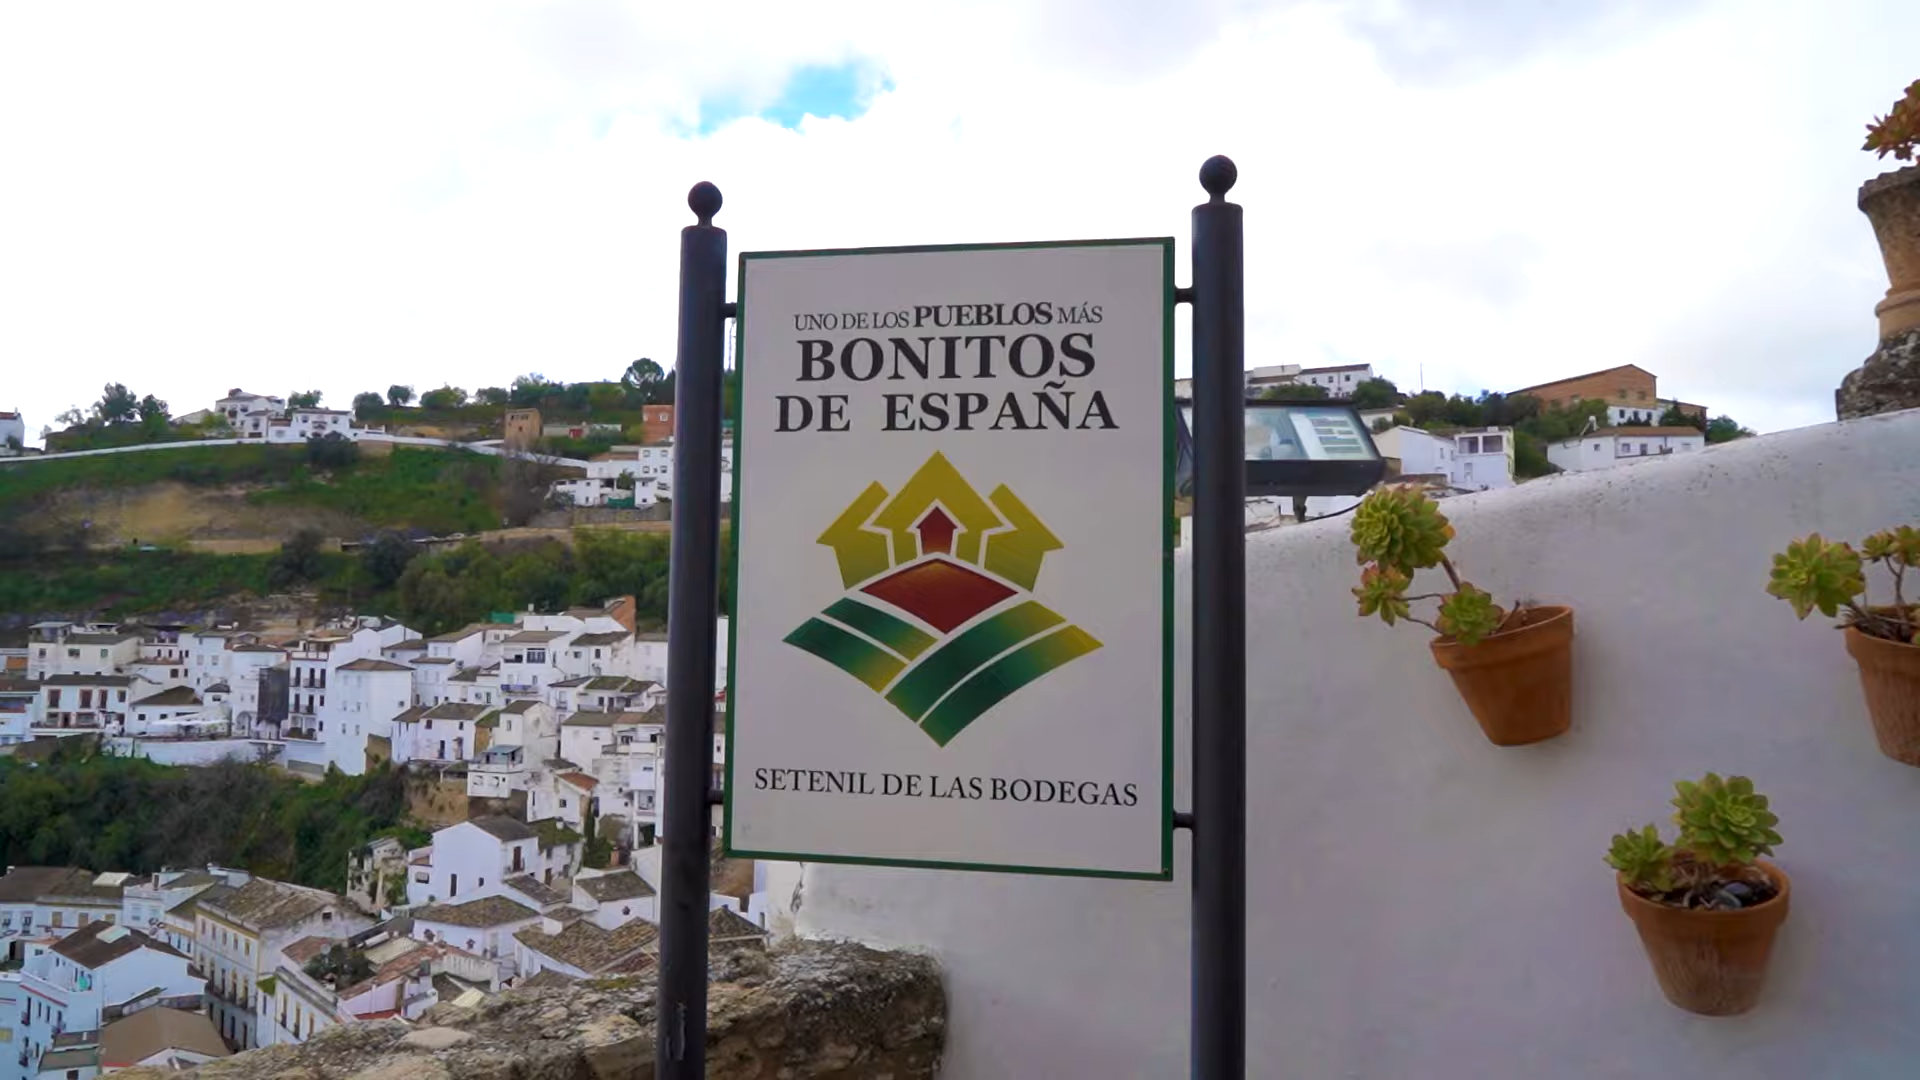 UNO DE LOS PUEBLOS MÁS
BONITOS
DE ESPAÑA
SETENIL DE LAS BODEGAS